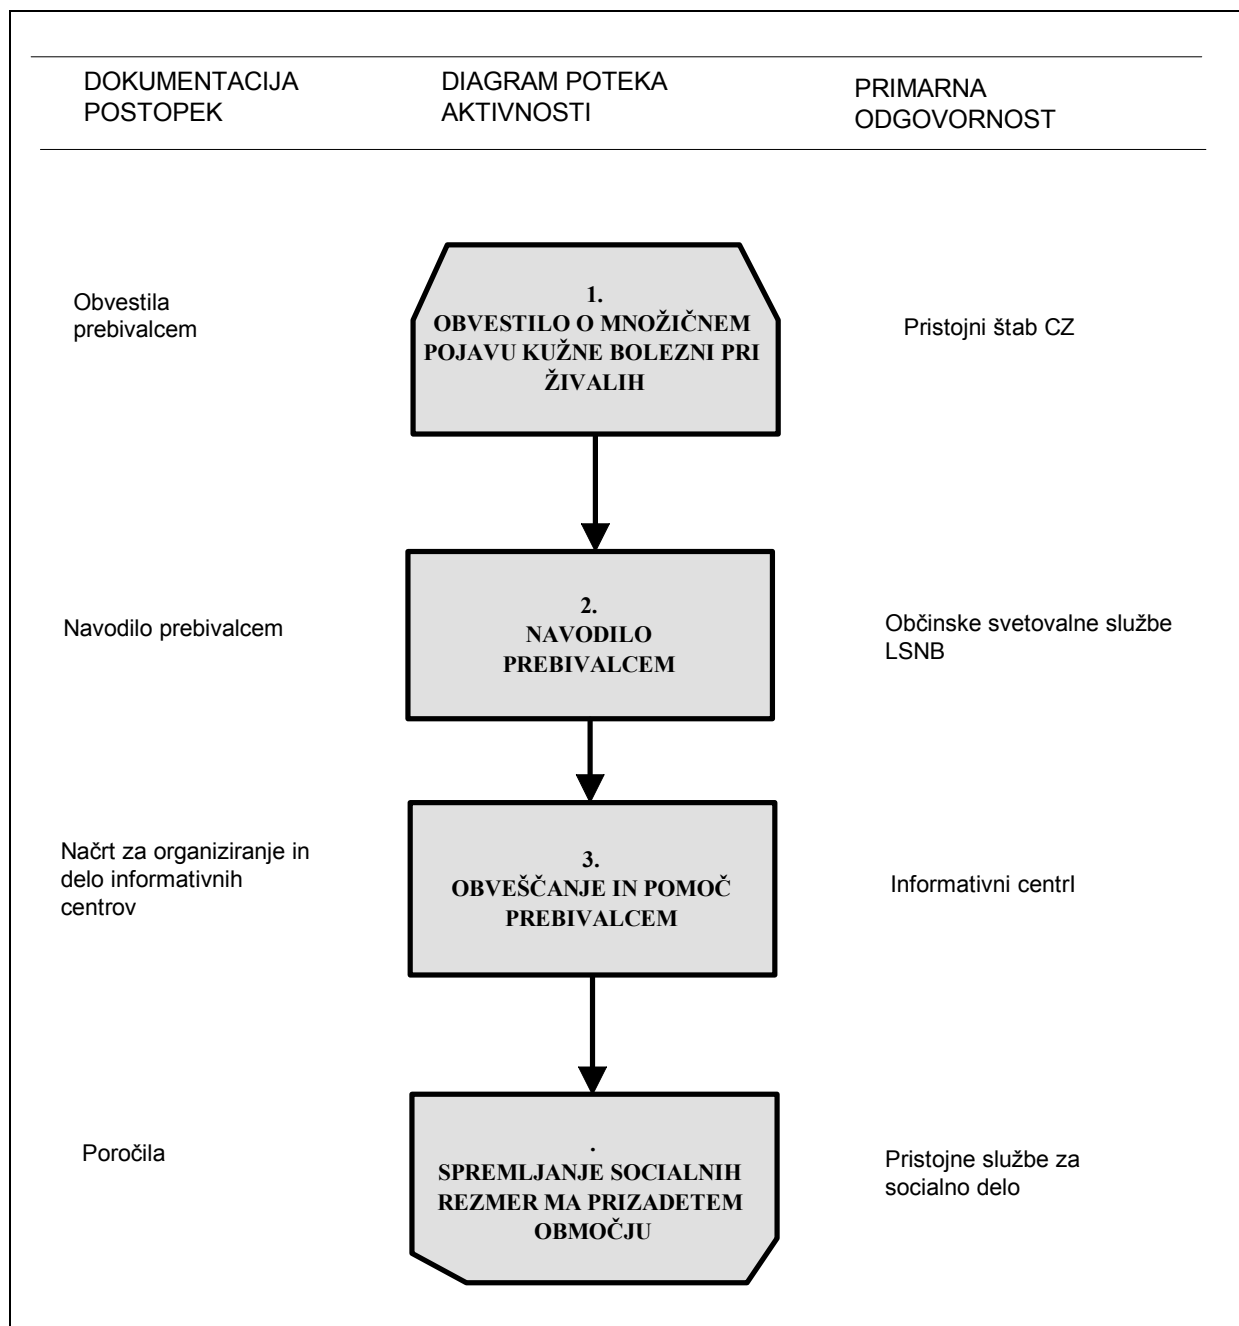 DOKUMENTACIJA
POSTOPEK
DIAGRAM POTEKA
AKTIVNOSTI
PRIMARNA
ODGOVORNOST
Obvestila
prebivalcem
1.
OBVESTILO O MNOŽIČNEM
POJAVU KUŽNE BOLEZNI PRI
ŽIVALIH
Pristojni štab CZ
Navodilo prebivalcem
2.
NAVODILO
PREBIVALCEM
Občinske svetovalne službe
LSNB
Načrt za organiziranje in
delo informativnih
centrov
3.
OBVEŠČANJE IN POMOČ
PREBIVALCEM
Informativni centrI
Poročila
.
SPREMLJANJE SOCIALNIH
REZMER MA PRIZADETEM
OBMOČJU
Pristojne službe za
socialno delo